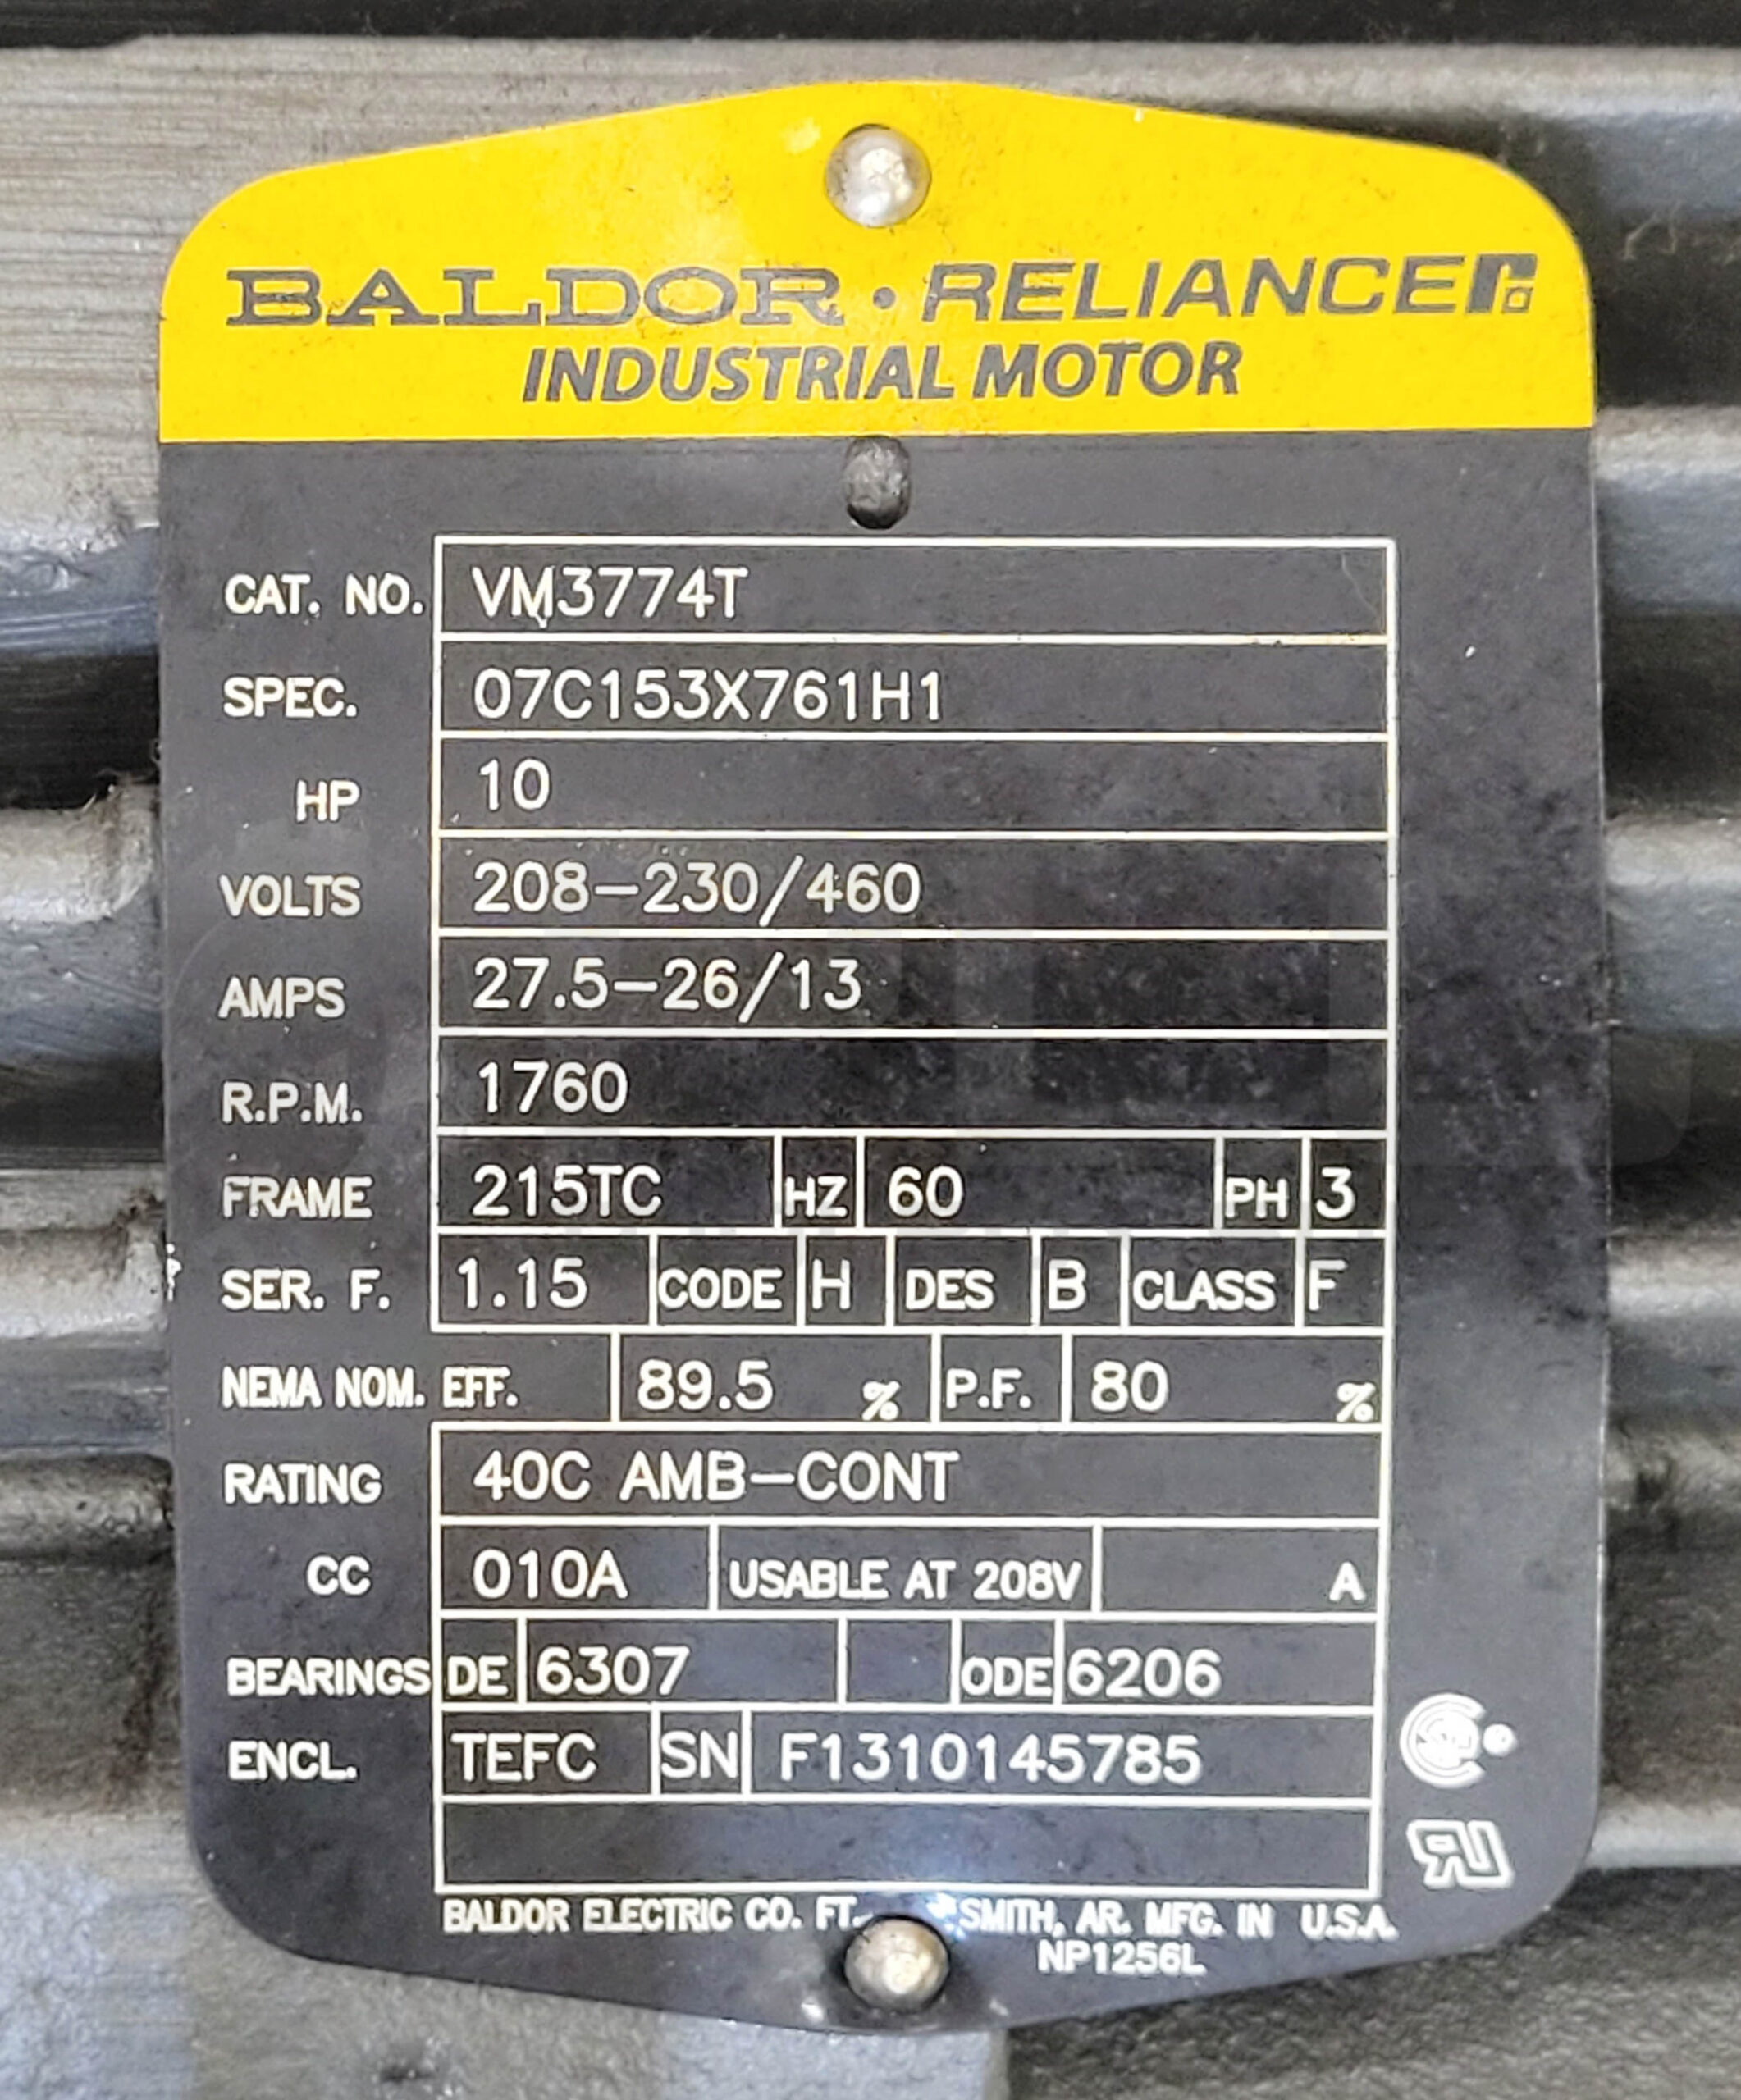 BALDOR • RELIANCE
INDUSTRIAL MOTOR
CAT. NO. VM3774T
SPEC. 07C153X761H1
HP 10
VOLTS 208-230/460
AMPS 27.5-26/13
R.P.M. 1760
FRAME 215TC HZ 60 PH 3
SER. F. 1.15 CODE H DES B CLASS F
NEMA NOM. EFF. 89.5 % P.F. 80 %
RATING 40C AMB-CONT
CC 010A USABLE AT 208V A
BEARINGS DE 6307 ODE 6206
ENCL. TEFC SN F1310145785
BALDOR ELECTRIC CO. FT. SMITH, AR. MFG. IN U.S.A.
NP1256L